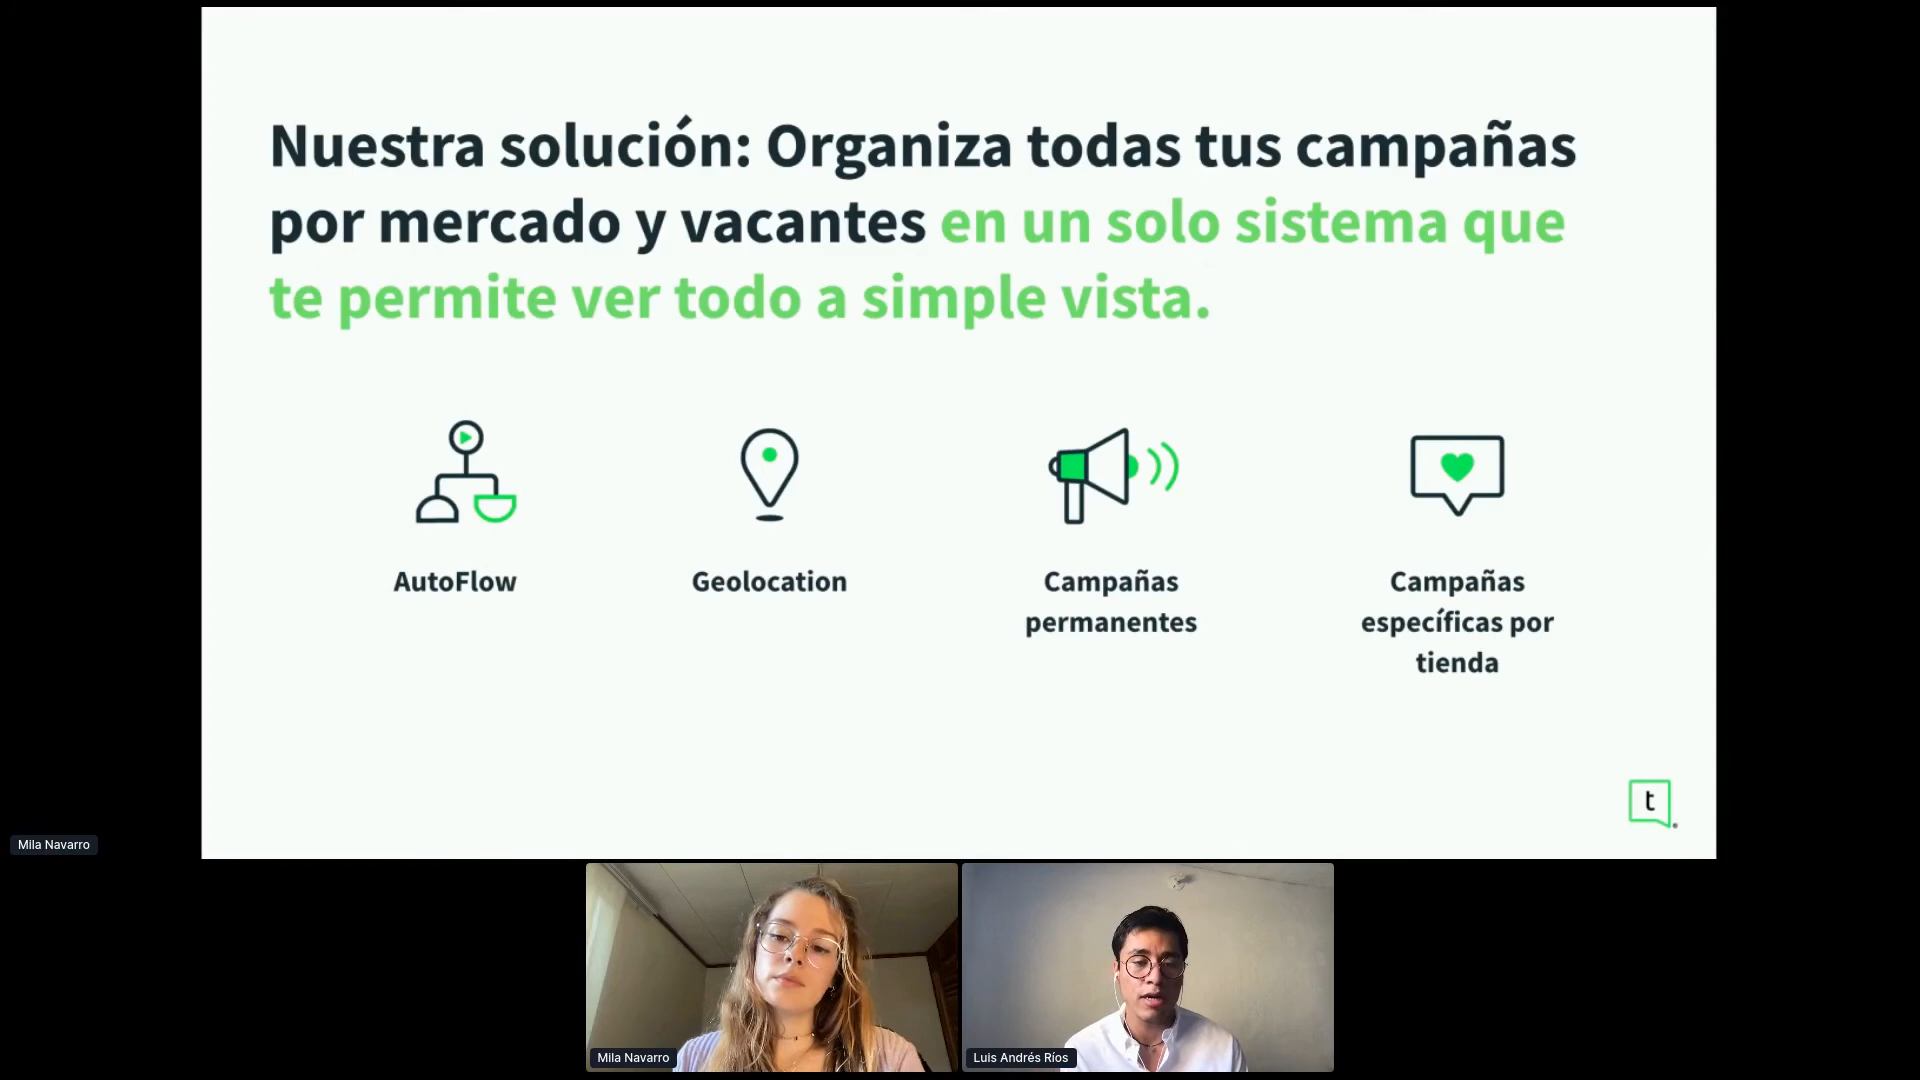 Nuestra solución: Organiza todas tus campañas
por mercado y vacantes en un solo sistema que
te permite ver todo a simple vista.
AutoFlow
Geolocation
Campañas
permanentes
Campañas
específicas por
tienda
t
Mila Navarro
Mila Navarro
Luis Andrés Ríos